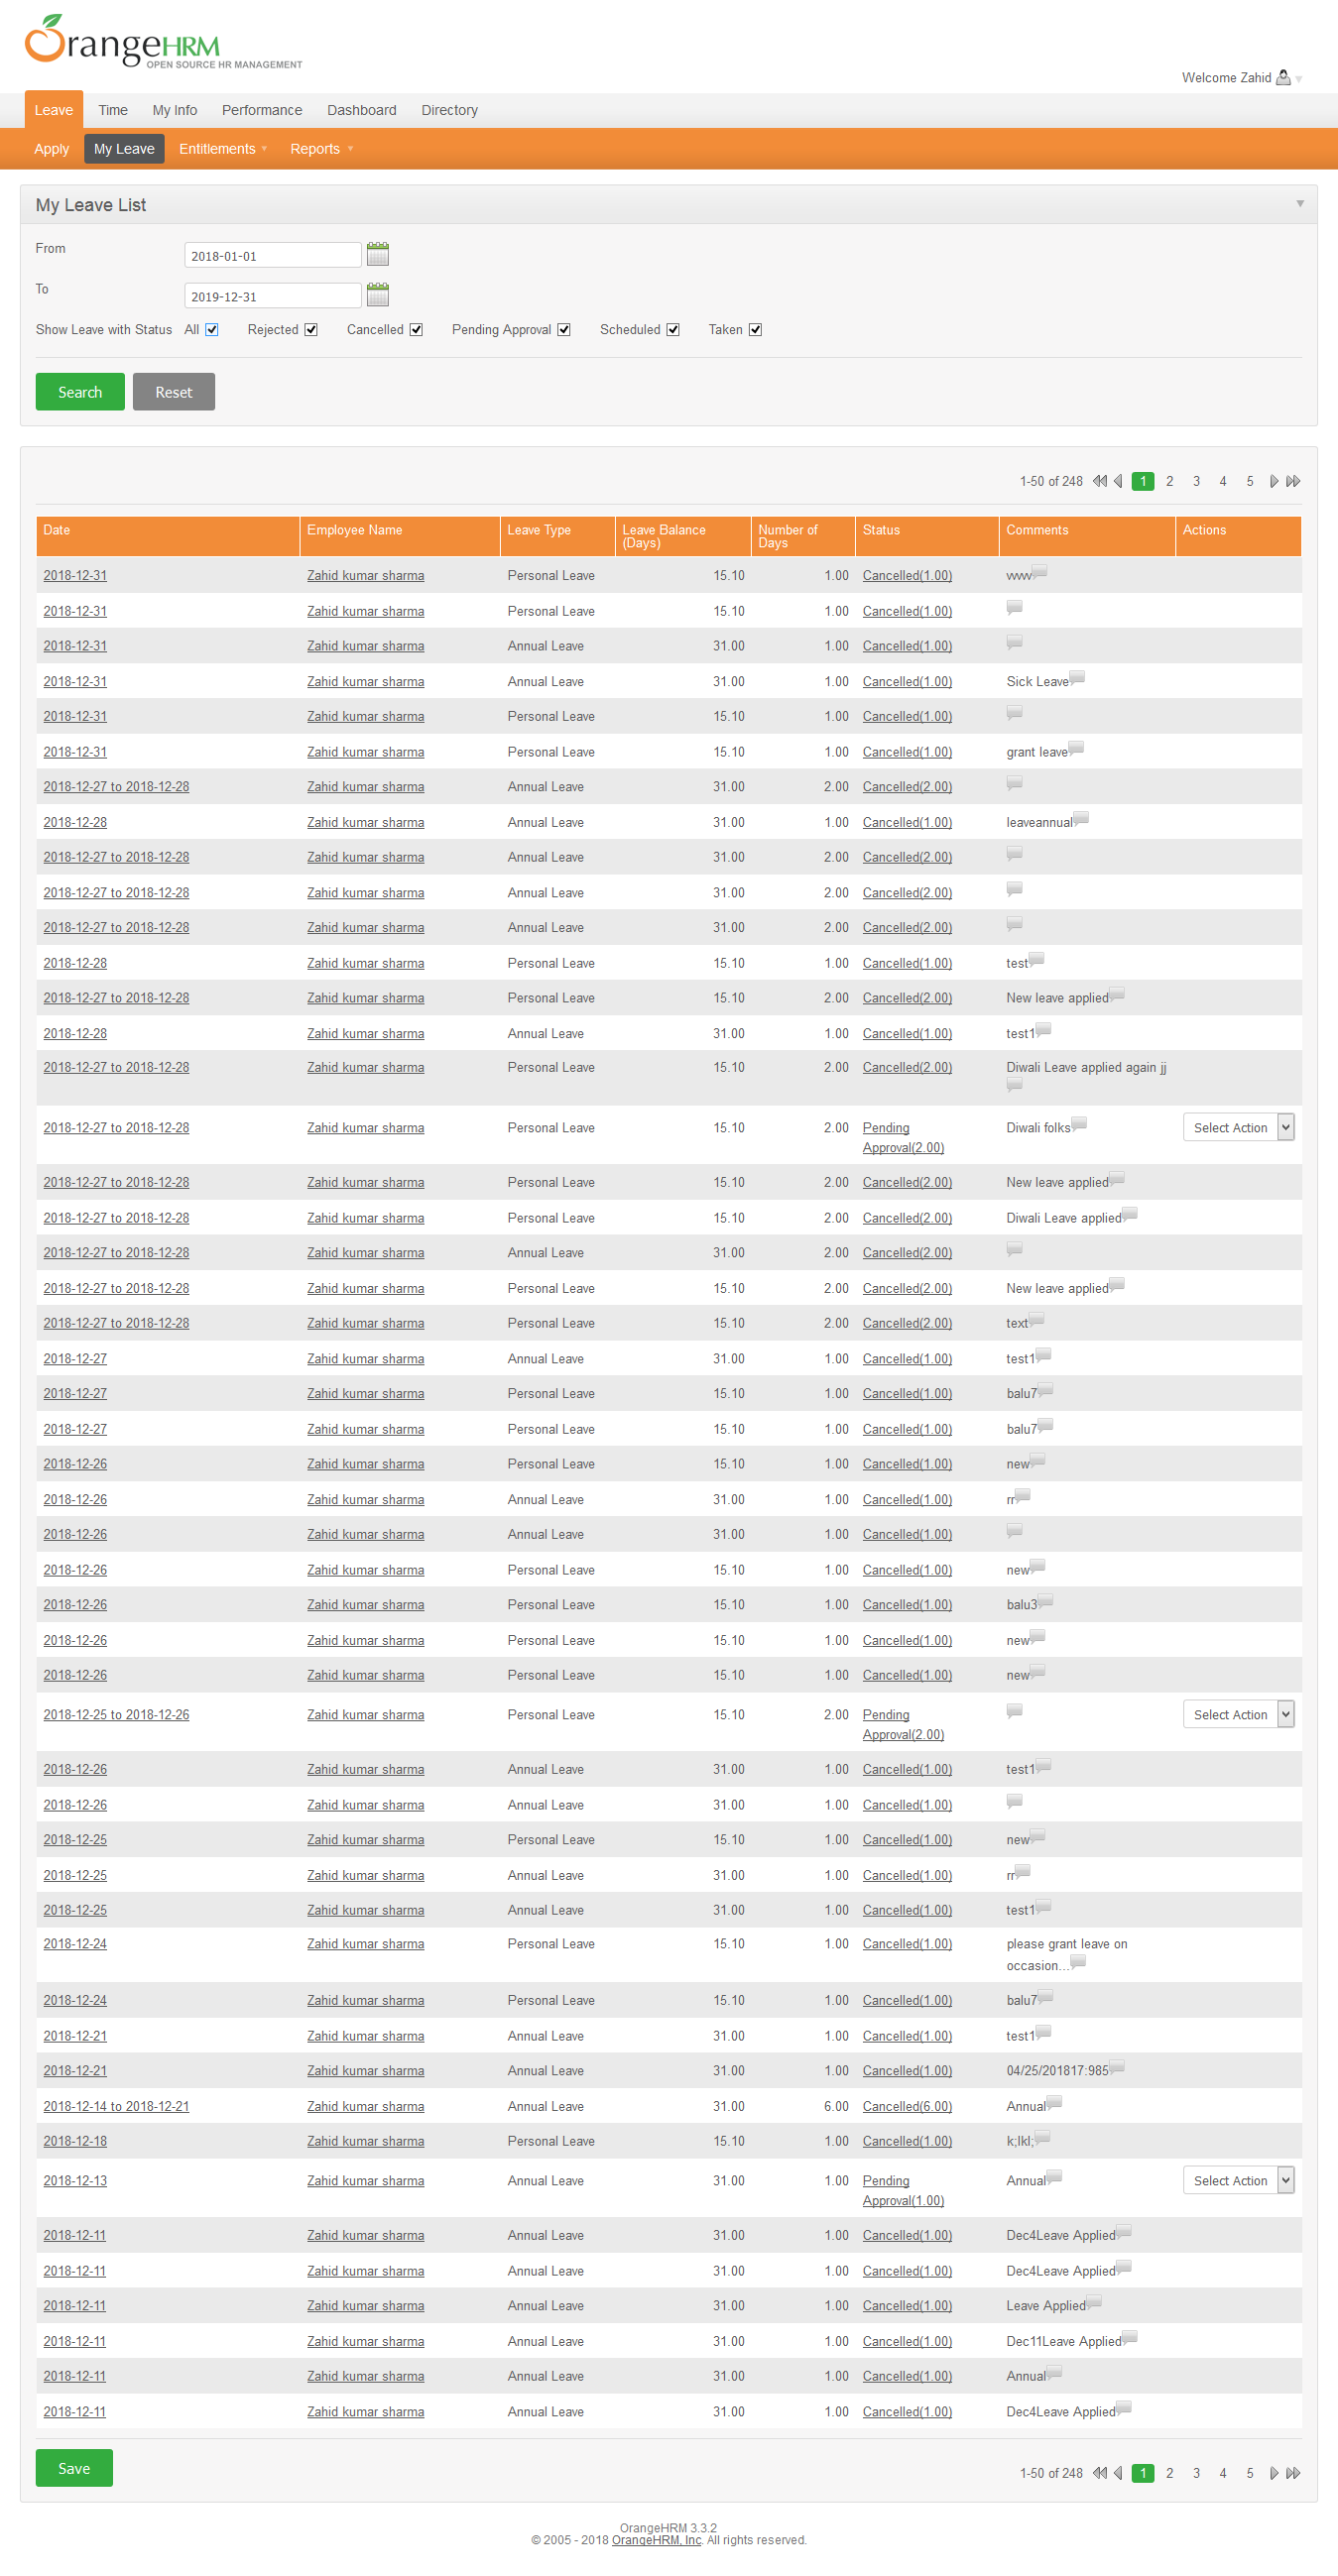 OrangeHRM
OPEN SOURCE HR MANAGEMENT
Welcome Zahid
Leave Time My Info Performance Dashboard Directory
Apply My Leave Entitlements Reports
My Leave List
From 2018-01-01
To 2019-12-31
Show Leave with Status All Rejected Cancelled Pending Approval Scheduled Taken
Search Reset
1-50 of 248 1 2 3 4 5
Date Employee Name Leave Type Leave Balance (Days) Number of Days Status Comments Actions
2018-12-31 Zahid kumar sharma Personal Leave 15.10 1.00 Cancelled(1.00) vvvv
2018-12-31 Zahid kumar sharma Personal Leave 15.10 1.00 Cancelled(1.00)
2018-12-31 Zahid kumar sharma Annual Leave 31.00 1.00 Cancelled(1.00)
2018-12-31 Zahid kumar sharma Annual Leave 31.00 1.00 Cancelled(1.00) Sick Leave
2018-12-31 Zahid kumar sharma Personal Leave 15.10 1.00 Cancelled(1.00)
2018-12-31 Zahid kumar sharma Personal Leave 15.10 1.00 Cancelled(1.00) grant leave
2018-12-27 to 2018-12-28 Zahid kumar sharma Annual Leave 31.00 2.00 Cancelled(2.00)
2018-12-28 Zahid kumar sharma Annual Leave 31.00 1.00 Cancelled(1.00) leaveannual
2018-12-27 to 2018-12-28 Zahid kumar sharma Annual Leave 31.00 2.00 Cancelled(2.00)
2018-12-27 to 2018-12-28 Zahid kumar sharma Annual Leave 31.00 2.00 Cancelled(2.00)
2018-12-27 to 2018-12-28 Zahid kumar sharma Annual Leave 31.00 2.00 Cancelled(2.00)
2018-12-28 Zahid kumar sharma Personal Leave 15.10 1.00 Cancelled(1.00) test
2018-12-27 to 2018-12-28 Zahid kumar sharma Personal Leave 15.10 2.00 Cancelled(2.00) New leave applied
2018-12-28 Zahid kumar sharma Annual Leave 31.00 1.00 Cancelled(1.00) test1
2018-12-27 to 2018-12-28 Zahid kumar sharma Personal Leave 15.10 2.00 Cancelled(2.00) Diwali Leave applied again jj
2018-12-27 to 2018-12-28 Zahid kumar sharma Personal Leave 15.10 2.00 Pending Approval(2.00) Diwali folks Select Action
2018-12-27 to 2018-12-28 Zahid kumar sharma Personal Leave 15.10 2.00 Cancelled(2.00) New leave applied
2018-12-27 to 2018-12-28 Zahid kumar sharma Personal Leave 15.10 2.00 Cancelled(2.00) Diwali Leave applied
2018-12-27 to 2018-12-28 Zahid kumar sharma Annual Leave 31.00 2.00 Cancelled(2.00)
2018-12-27 to 2018-12-28 Zahid kumar sharma Personal Leave 15.10 2.00 Cancelled(2.00) New leave applied
2018-12-27 to 2018-12-28 Zahid kumar sharma Personal Leave 15.10 2.00 Cancelled(2.00) text
2018-12-27 Zahid kumar sharma Annual Leave 31.00 1.00 Cancelled(1.00) test1
2018-12-27 Zahid kumar sharma Personal Leave 15.10 1.00 Cancelled(1.00) balu7
2018-12-27 Zahid kumar sharma Personal Leave 15.10 1.00 Cancelled(1.00) balu7
2018-12-26 Zahid kumar sharma Personal Leave 15.10 1.00 Cancelled(1.00) new
2018-12-26 Zahid kumar sharma Annual Leave 31.00 1.00 Cancelled(1.00) rr
2018-12-26 Zahid kumar sharma Annual Leave 31.00 1.00 Cancelled(1.00)
2018-12-26 Zahid kumar sharma Personal Leave 15.10 1.00 Cancelled(1.00) new
2018-12-26 Zahid kumar sharma Personal Leave 15.10 1.00 Cancelled(1.00) balu3
2018-12-26 Zahid kumar sharma Personal Leave 15.10 1.00 Cancelled(1.00) new
2018-12-26 Zahid kumar sharma Personal Leave 15.10 1.00 Cancelled(1.00) new
2018-12-25 to 2018-12-26 Zahid kumar sharma Personal Leave 15.10 2.00 Pending Approval(2.00) Select Action
2018-12-26 Zahid kumar sharma Annual Leave 31.00 1.00 Cancelled(1.00) test1
2018-12-26 Zahid kumar sharma Annual Leave 31.00 1.00 Cancelled(1.00)
2018-12-25 Zahid kumar sharma Personal Leave 15.10 1.00 Cancelled(1.00) new
2018-12-25 Zahid kumar sharma Annual Leave 31.00 1.00 Cancelled(1.00) rr
2018-12-25 Zahid kumar sharma Annual Leave 31.00 1.00 Cancelled(1.00) test1
2018-12-24 Zahid kumar sharma Personal Leave 15.10 1.00 Cancelled(1.00) please grant leave on occasion...
2018-12-24 Zahid kumar sharma Personal Leave 15.10 1.00 Cancelled(1.00) balu7
2018-12-21 Zahid kumar sharma Annual Leave 31.00 1.00 Cancelled(1.00) test1
2018-12-21 Zahid kumar sharma Annual Leave 31.00 1.00 Cancelled(1.00) 04/25/201817:985
2018-12-14 to 2018-12-21 Zahid kumar sharma Annual Leave 31.00 6.00 Cancelled(6.00) Annual
2018-12-18 Zahid kumar sharma Personal Leave 15.10 1.00 Cancelled(1.00) k;lkl;
2018-12-13 Zahid kumar sharma Annual Leave 31.00 1.00 Pending Approval(1.00) Annual Select Action
2018-12-11 Zahid kumar sharma Annual Leave 31.00 1.00 Cancelled(1.00) Dec4Leave Applied
2018-12-11 Zahid kumar sharma Annual Leave 31.00 1.00 Cancelled(1.00) Dec4Leave Applied
2018-12-11 Zahid kumar sharma Annual Leave 31.00 1.00 Cancelled(1.00) Leave Applied
2018-12-11 Zahid kumar sharma Annual Leave 31.00 1.00 Cancelled(1.00) Dec11Leave Applied
2018-12-11 Zahid kumar sharma Annual Leave 31.00 1.00 Cancelled(1.00) Annual
2018-12-11 Zahid kumar sharma Annual Leave 31.00 1.00 Cancelled(1.00) Dec4Leave Applied
Save 1-50 of 248 1 2 3 4 5
OrangeHRM 3.3.2
© 2005 - 2018 OrangeHRM, Inc. All rights reserved.